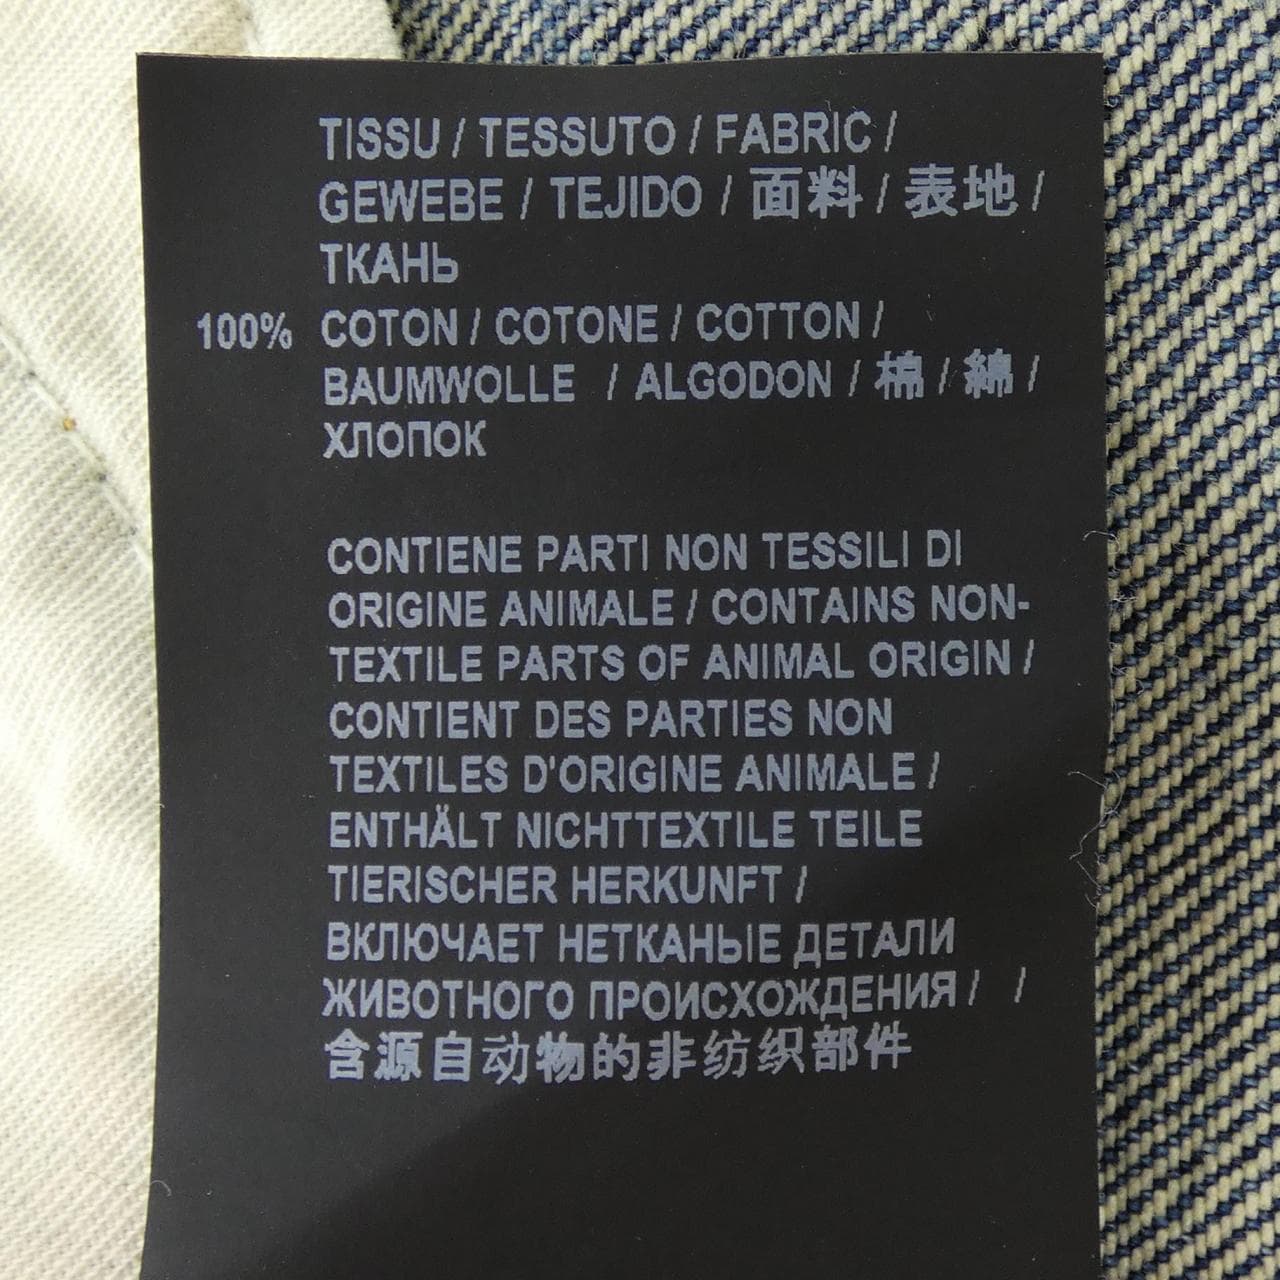 TISSU / TESSUTO / FABRIC /
GEWEBE / TEJIDO / 面料 / 表地 /
ТКАНЬ
100% COTON / COTONE / COTTON /
BAUMWOLLE / ALGODON / 棉 / 綿 /
ХЛОПОК
CONTIENE PARTI NON TESSILI DI
ORIGINE ANIMALE / CONTAINS NON-
TEXTILE PARTS OF ANIMAL ORIGIN /
CONTIENT DES PARTIES NON
TEXTILES D'ORIGINE ANIMALE /
ENTHÄLT NICHTTEXTILE TEILE
TIERISCHER HERKUNFT /
ВКЛЮЧАЕТ НЕТКАНЫЕ ДЕТАЛИ
ЖИВОТНОГО ПРОИСХОЖДЕНИЯ / /
含源自动物的非纺织部件